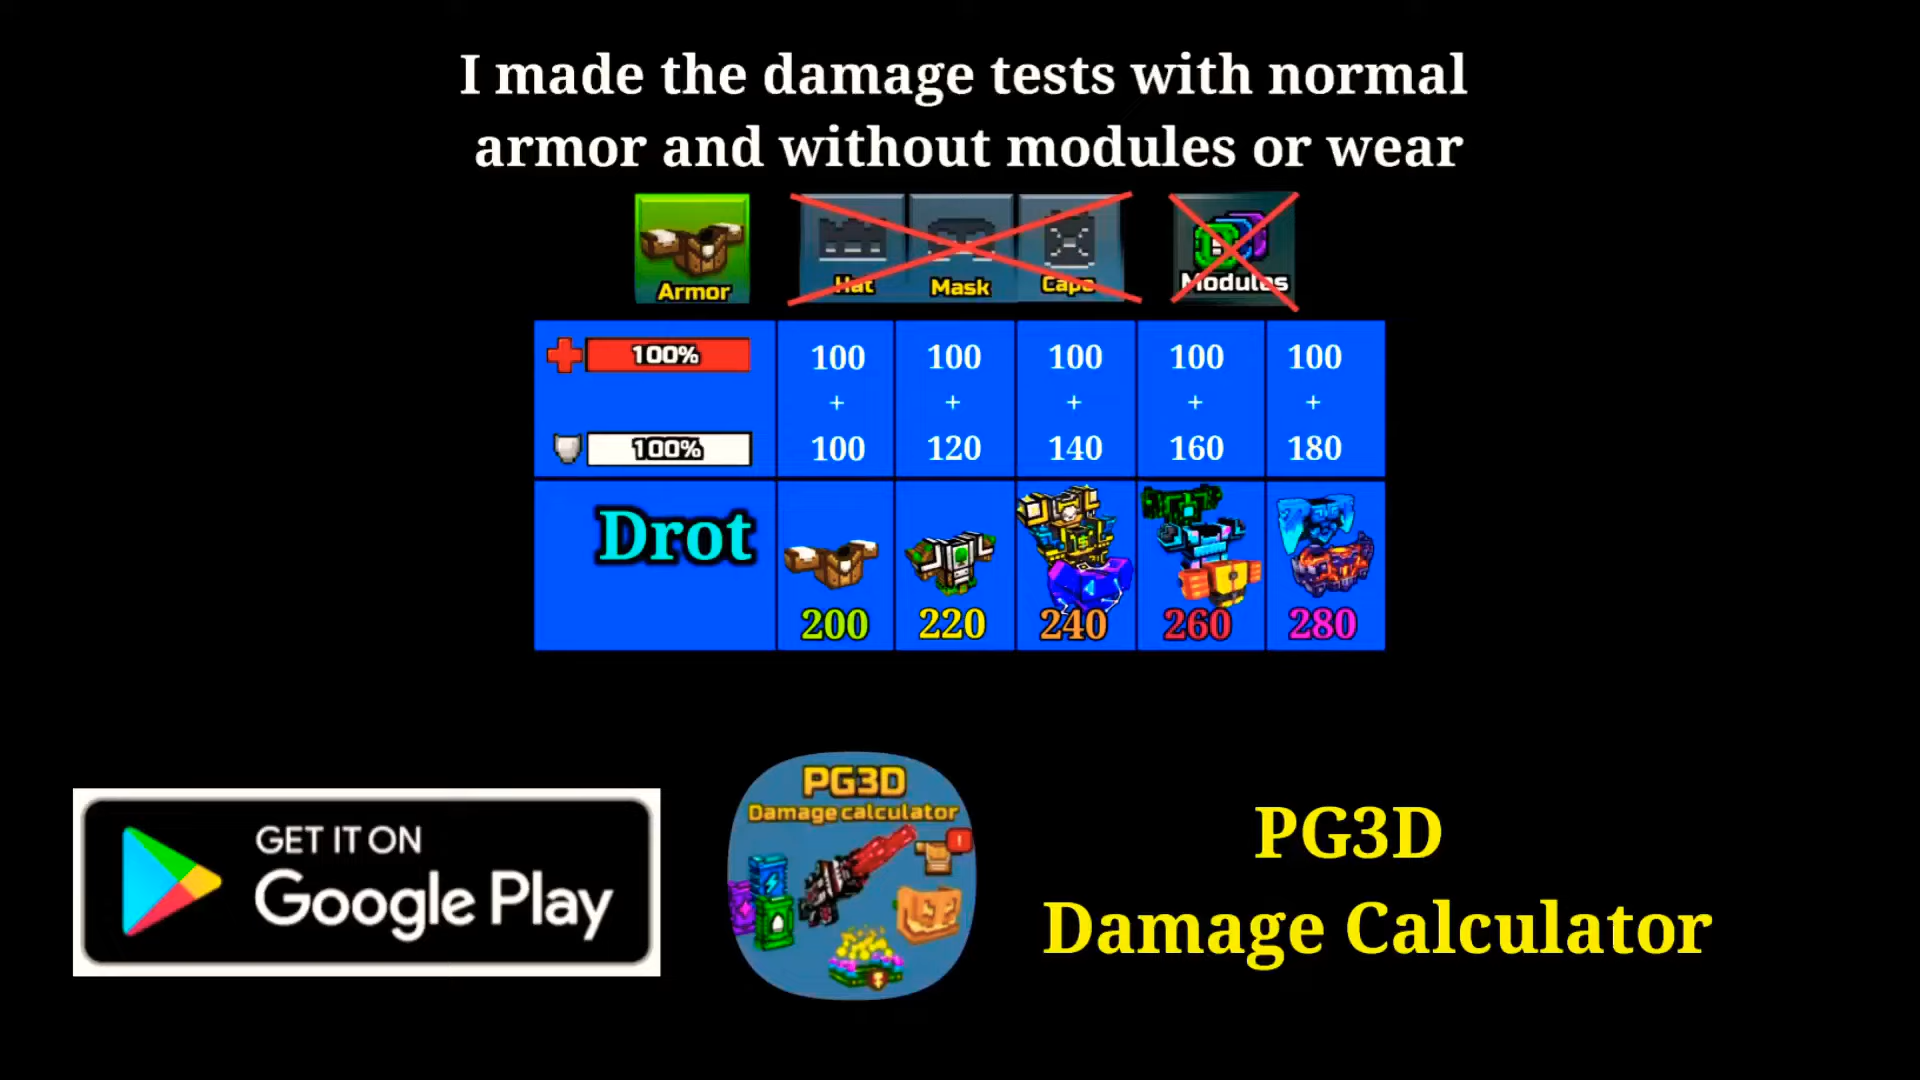 I made the damage tests with normal
armor and without modules or wear
Armor
Hat
Mask
Cape
Modules
100%
100 100 100 100 100
+ + + + +
100%
100 120 140 160 180
Drot
200 220 240 260 280
PG3D
Damage calculator
!
GET IT ON
Google Play
PG3D
Damage Calculator